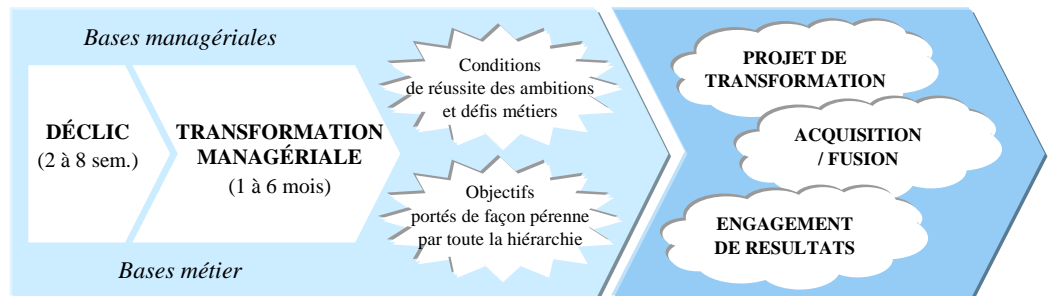 Bases managériales
DÉCLIC
(2 à 8 sem.)
TRANSFORMATION
MANAGÉRIALE
(1 à 6 mois)
Conditions
de réussite des ambitions
et défis métiers
Objectifs
portés de façon pérenne
par toute la hiérarchie
Bases métier
PROJET DE
TRANSFORMATION
ACQUISITION
/ FUSION
ENGAGEMENT
DE RESULTATS